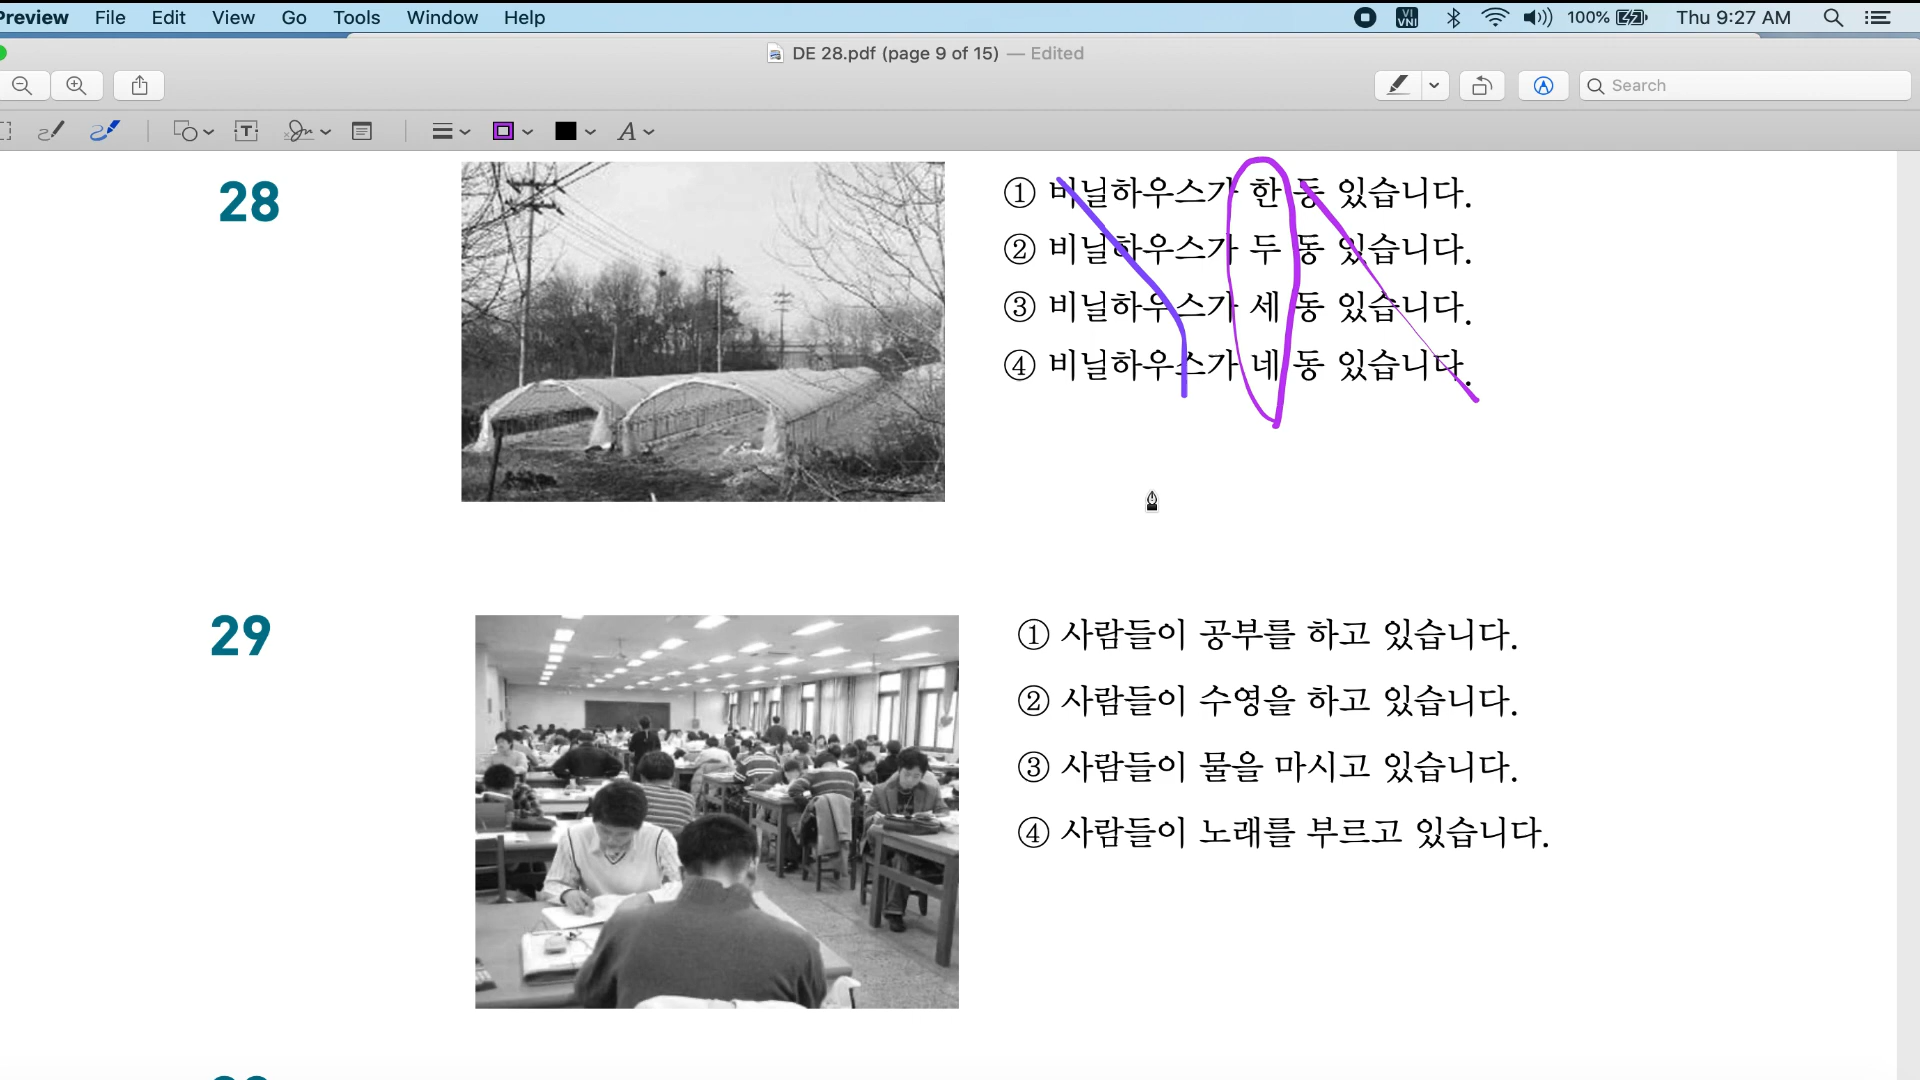 Preview File Edit View Go Tools Window Help VI VNI 100% Thu 9:27 AM
DE 28.pdf (page 9 of 15) — Edited
Search
T A
28
① 비닐하우스가 한 동 있습니다.
② 비닐하우스가 두 동 있습니다.
③ 비닐하우스가 세 동 있습니다.
④ 비닐하우스가 네 동 있습니다.
29
① 사람들이 공부를 하고 있습니다.
② 사람들이 수영을 하고 있습니다.
③ 사람들이 물을 마시고 있습니다.
④ 사람들이 노래를 부르고 있습니다.